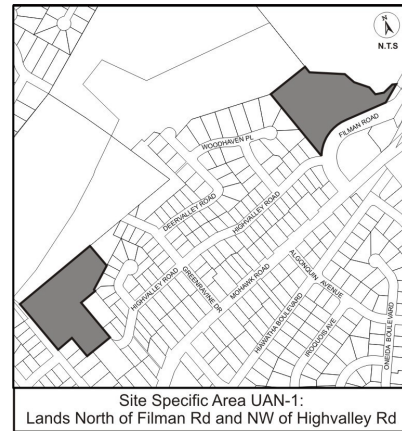 N
N.T.S
FILMAN ROAD
WOODHAVEN PL
DEERVALLEY ROAD
HIGHVALLEY ROAD
HIGHVALLEY ROAD
GREENRAVINE DR
MOHAWK ROAD
ALGONQUIN AVENUE
HIAWATHA BOULEVARD
IROQUOIS AVE
ONEIDA BOULEVARD
Site Specific Area UAN-1:
Lands North of Filman Rd and NW of Highvalley Rd